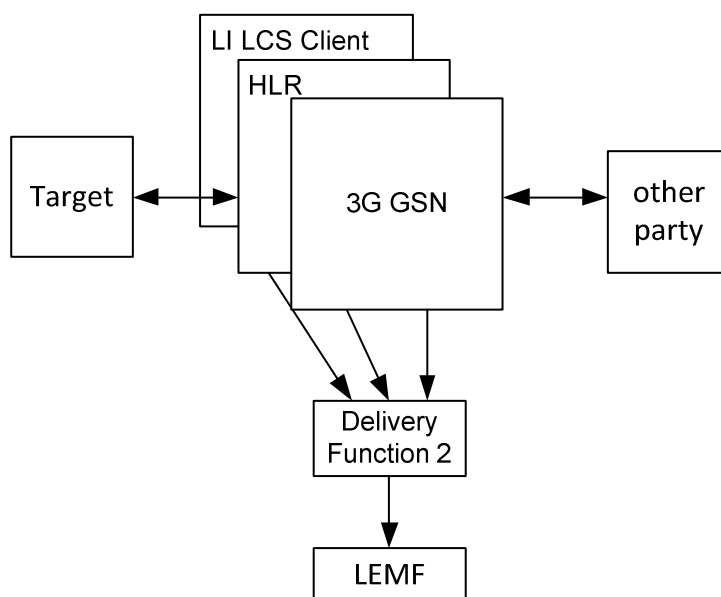 LI LCS Client
HLR
Target
3G GSN
other
party
Delivery
Function 2
LEMF